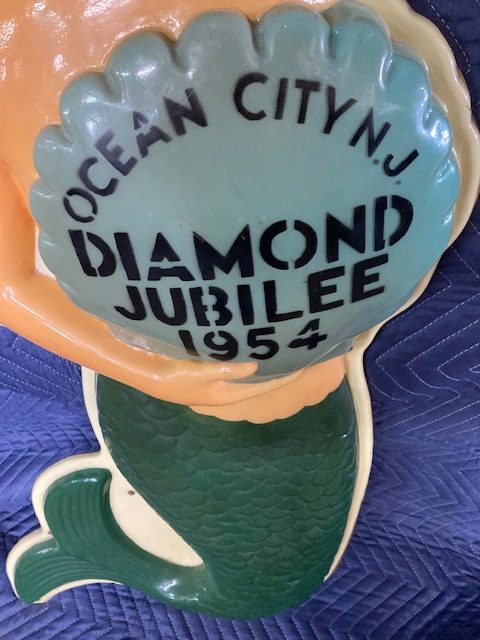 OCEAN CITY N.J.
DIAMOND
JUBILEE
1954